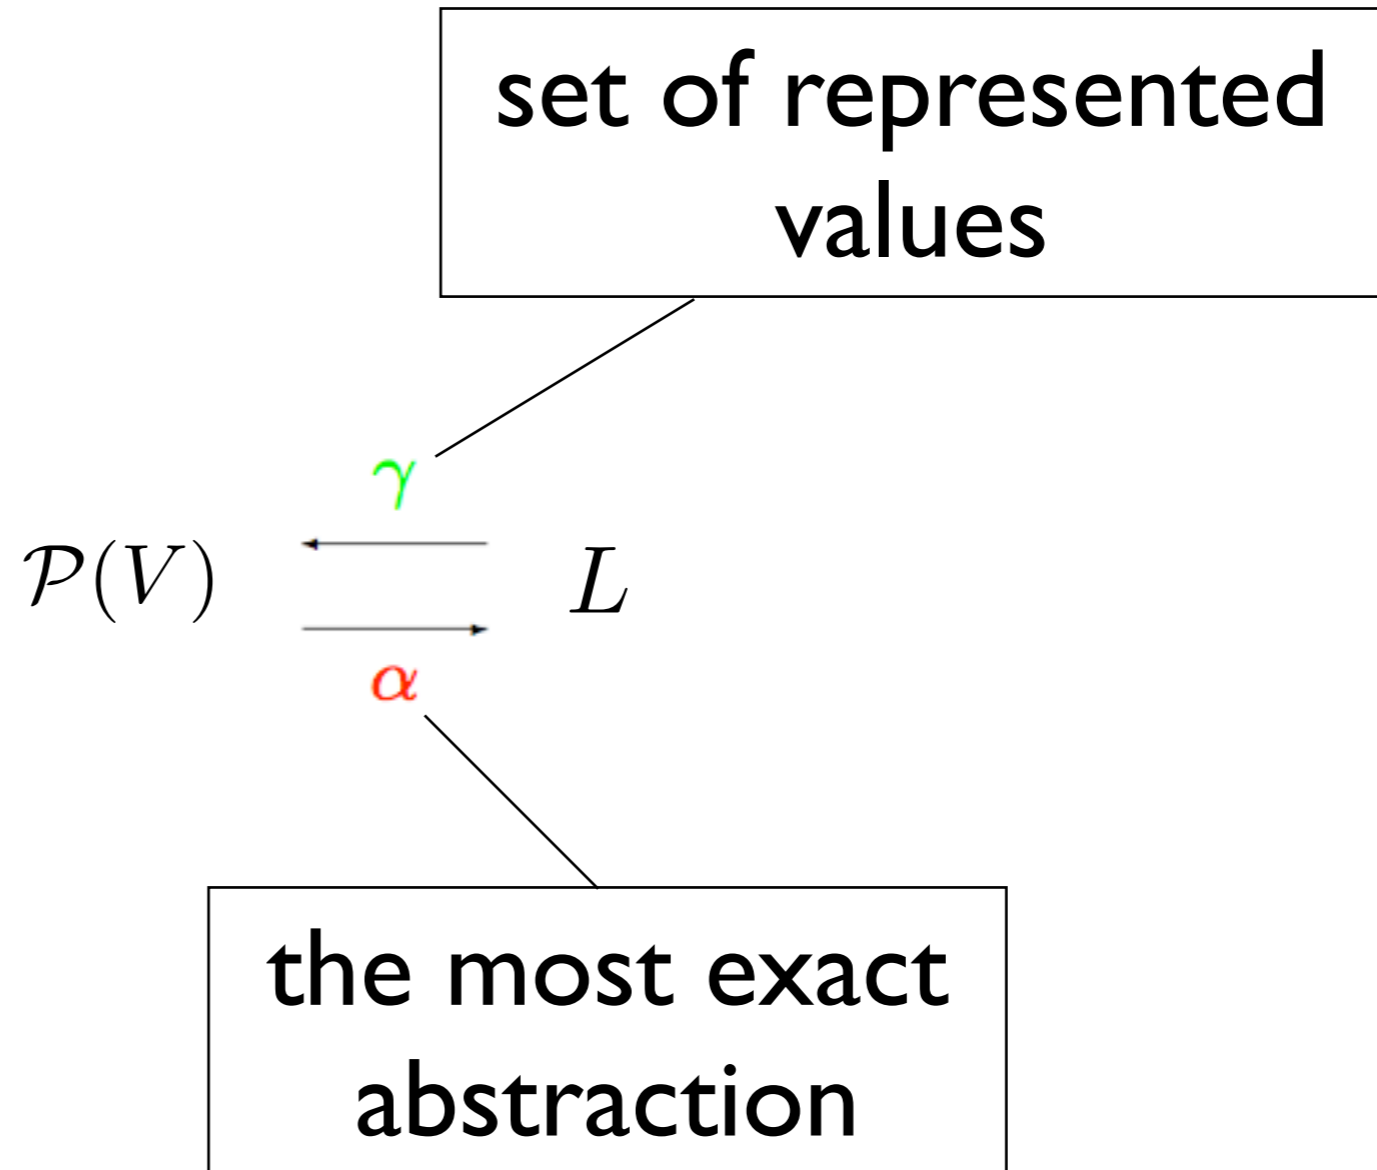 set of represented
values
γ
𝒫(V) L
α
the most exact
abstraction